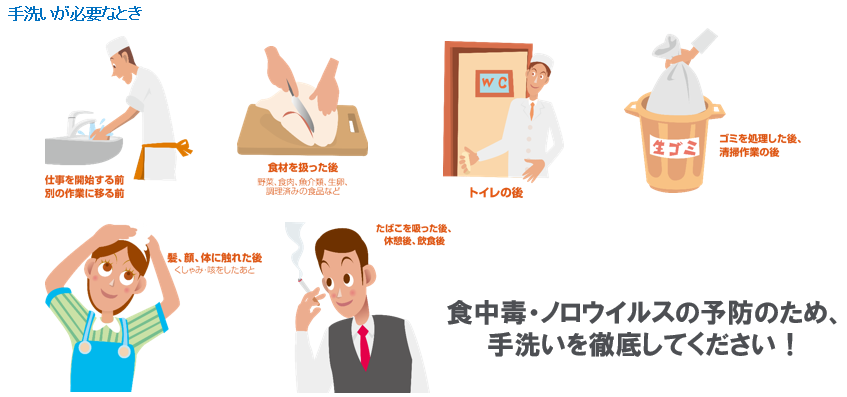 手洗いが必要なとき
仕事を開始する前
別の作業に移る前
食材を扱った後
野菜、食肉、魚介類、生卵、
調理済みの食品など
WC
トイレの後
生ゴミ
ゴミを処理した後、
清掃作業の後
髪、顔、体に触れた後
くしゃみ・咳をしたあと
たばこを吸った後、
休憩後、飲食後
食中毒・ノロウイルスの予防のため、
手洗いを徹底してください！